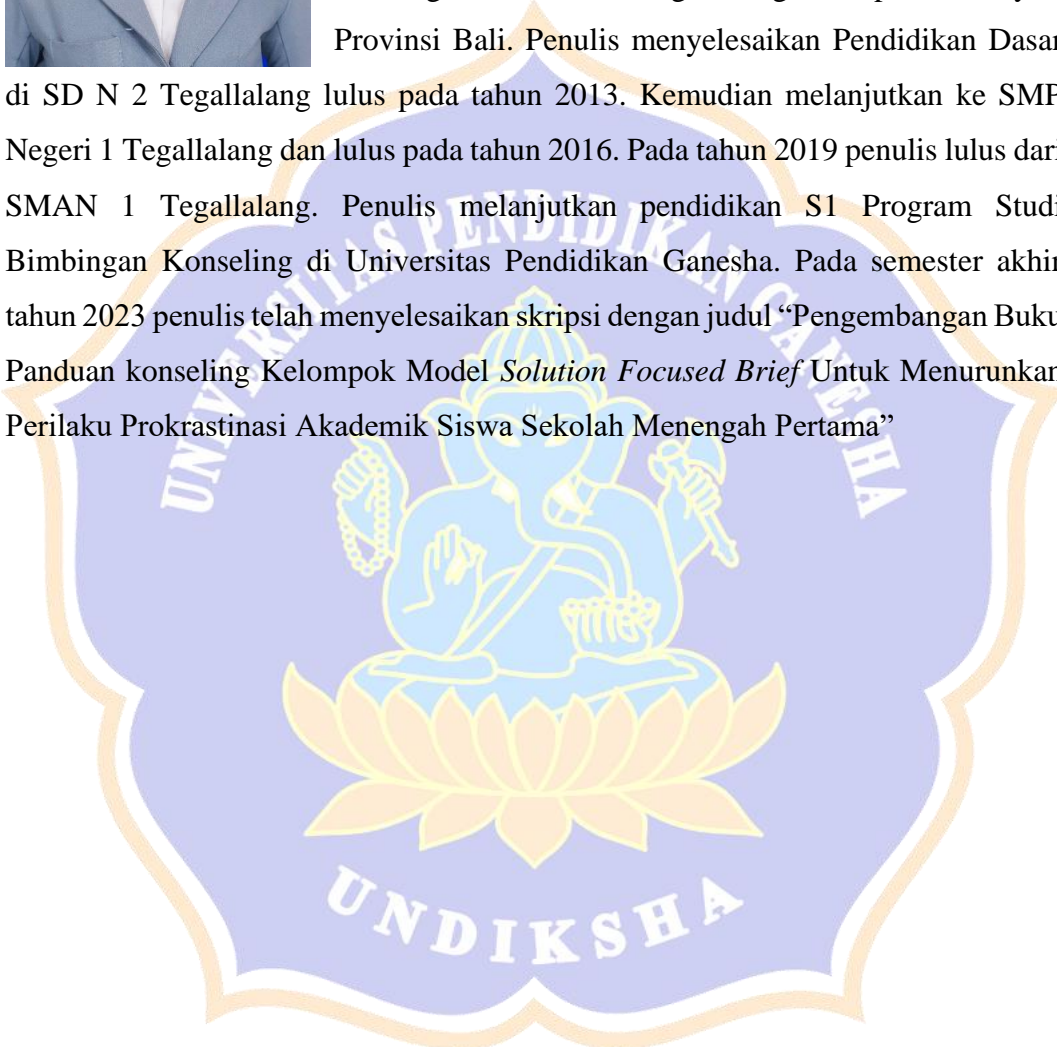 Provinsi Bali. Penulis menyelesaikan Pendidikan Dasar
di SD N 2 Tegallalang lulus pada tahun 2013. Kemudian melanjutkan ke SMP
Negeri 1 Tegallalang dan lulus pada tahun 2016. Pada tahun 2019 penulis lulus dari
SMAN 1 Tegallalang. Penulis melanjutkan pendidikan S1 Program Studi
Bimbingan Konseling di Universitas Pendidikan Ganesha. Pada semester akhir
tahun 2023 penulis telah menyelesaikan skripsi dengan judul “Pengembangan Buku
Panduan konseling Kelompok Model Solution Focused Brief Untuk Menurunkan
Perilaku Prokrastinasi Akademik Siswa Sekolah Menengah Pertama”
UNIVERSITAS PENDIDIKAN GANESHA
UNDIKSHA